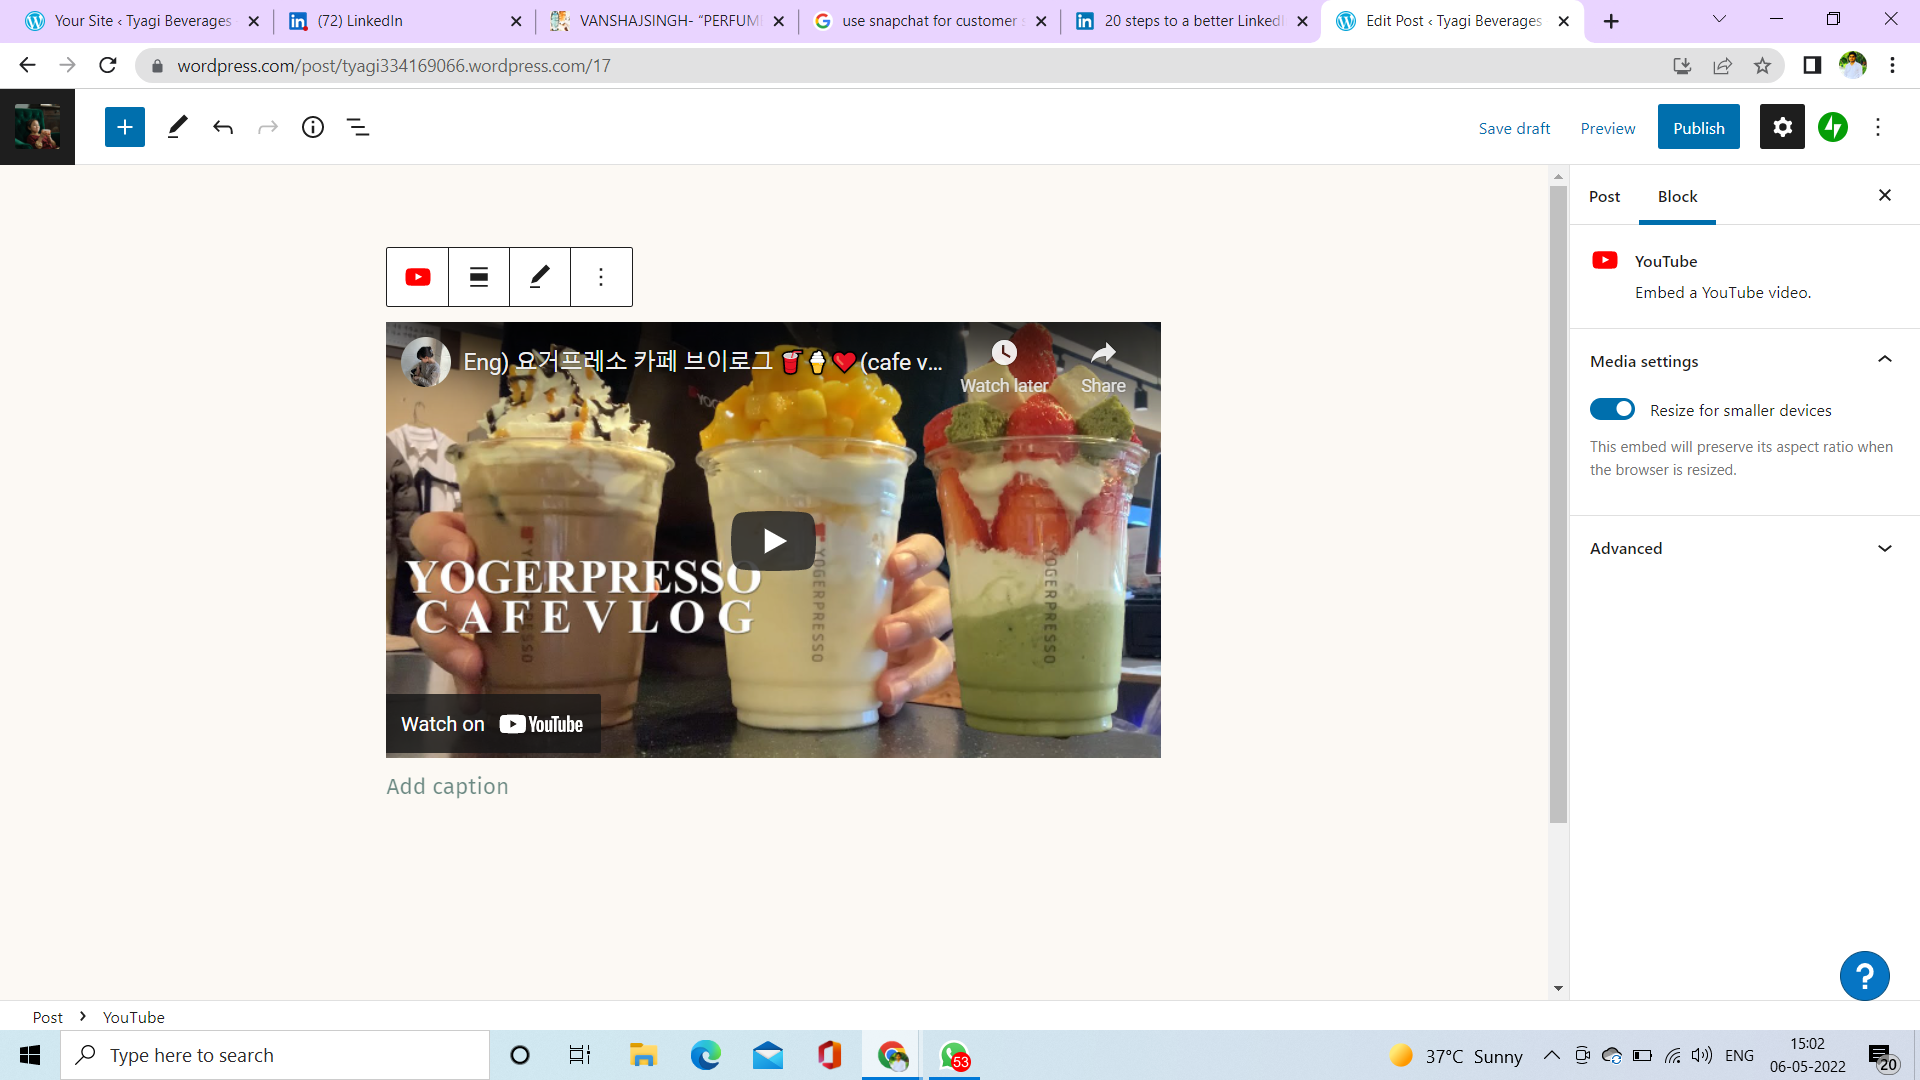 Your Site ‹ Tyagi Beverages
(72) LinkedIn
VANSHAJSINGH- “PERFUM
use snapchat for customer s
20 steps to a better Linked
Edit Post ‹ Tyagi Beverages
wordpress.com/post/tyagi334169066.wordpress.com/17
Save draft
Preview
Publish
Post
Block
YouTube
Embed a YouTube video.
Media settings
Resize for smaller devices
This embed will preserve its aspect ratio when
the browser is resized.
Advanced
Eng) 요거프레소 카페 브이로그 🥤🍦❤️(cafe v...
Watch later
Share
YOGERPRESSO
CAFEVLOG
YOGERPRESSO
YOGERPRESSO
Watch on YouTube
Add caption
Post > YouTube
Type here to search
53
37°C Sunny
ENG
15:02
06-05-2022
20